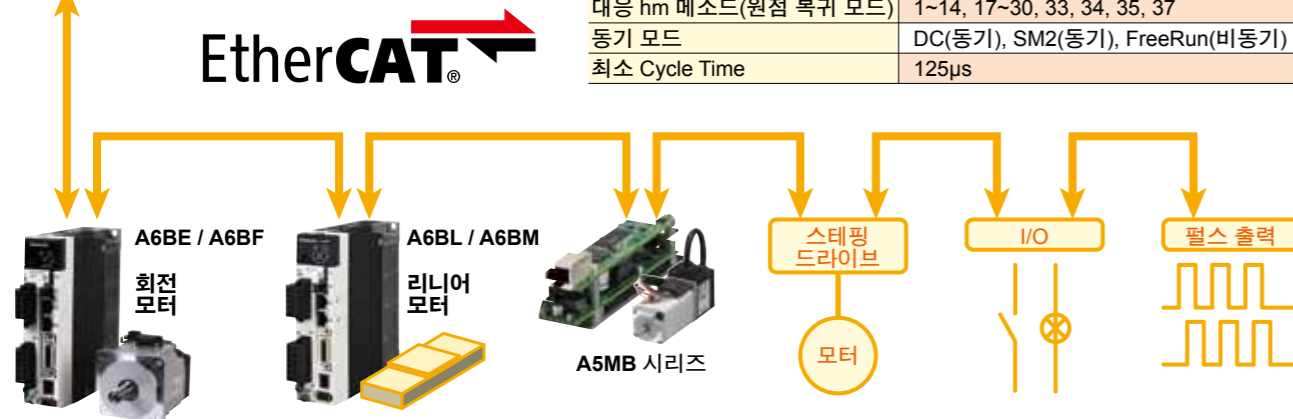 대응 hm 메소드(원점 복귀 모드) 1~14, 17~30, 33, 34, 35, 37
동기 모드 DC(동기), SM2(동기), FreeRun(비동기)
최소 Cycle Time 125μs
EtherCAT®
A6BE / A6BF
회전
모터
A6BL / A6BM
리니어
모터
A5MB 시리즈
스테핑
드라이브
모터
I/O
펄스 출력